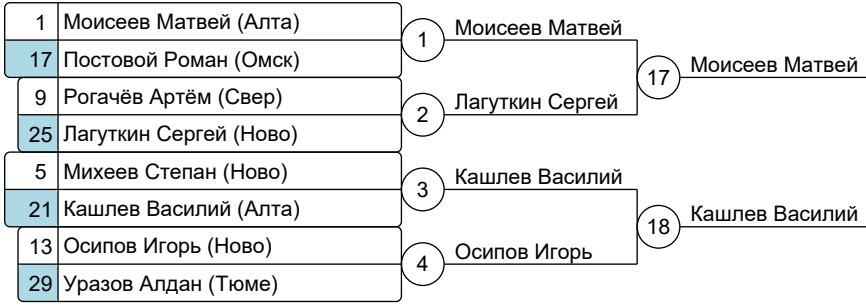 1 Моисеев Матвей (Алта)
17 Постовой Роман (Омск)
9 Рогачёв Артём (Свер)
25 Лагуткин Сергей (Ново)
5 Михеев Степан (Ново)
21 Кашлев Василий (Алта)
13 Осипов Игорь (Ново)
29 Уразов Алдан (Тюме)
1 Моисеев Матвей
2 Лагуткин Сергей
3 Кашлев Василий
4 Осипов Игорь
17 Моисеев Матвей
18 Кашлев Василий